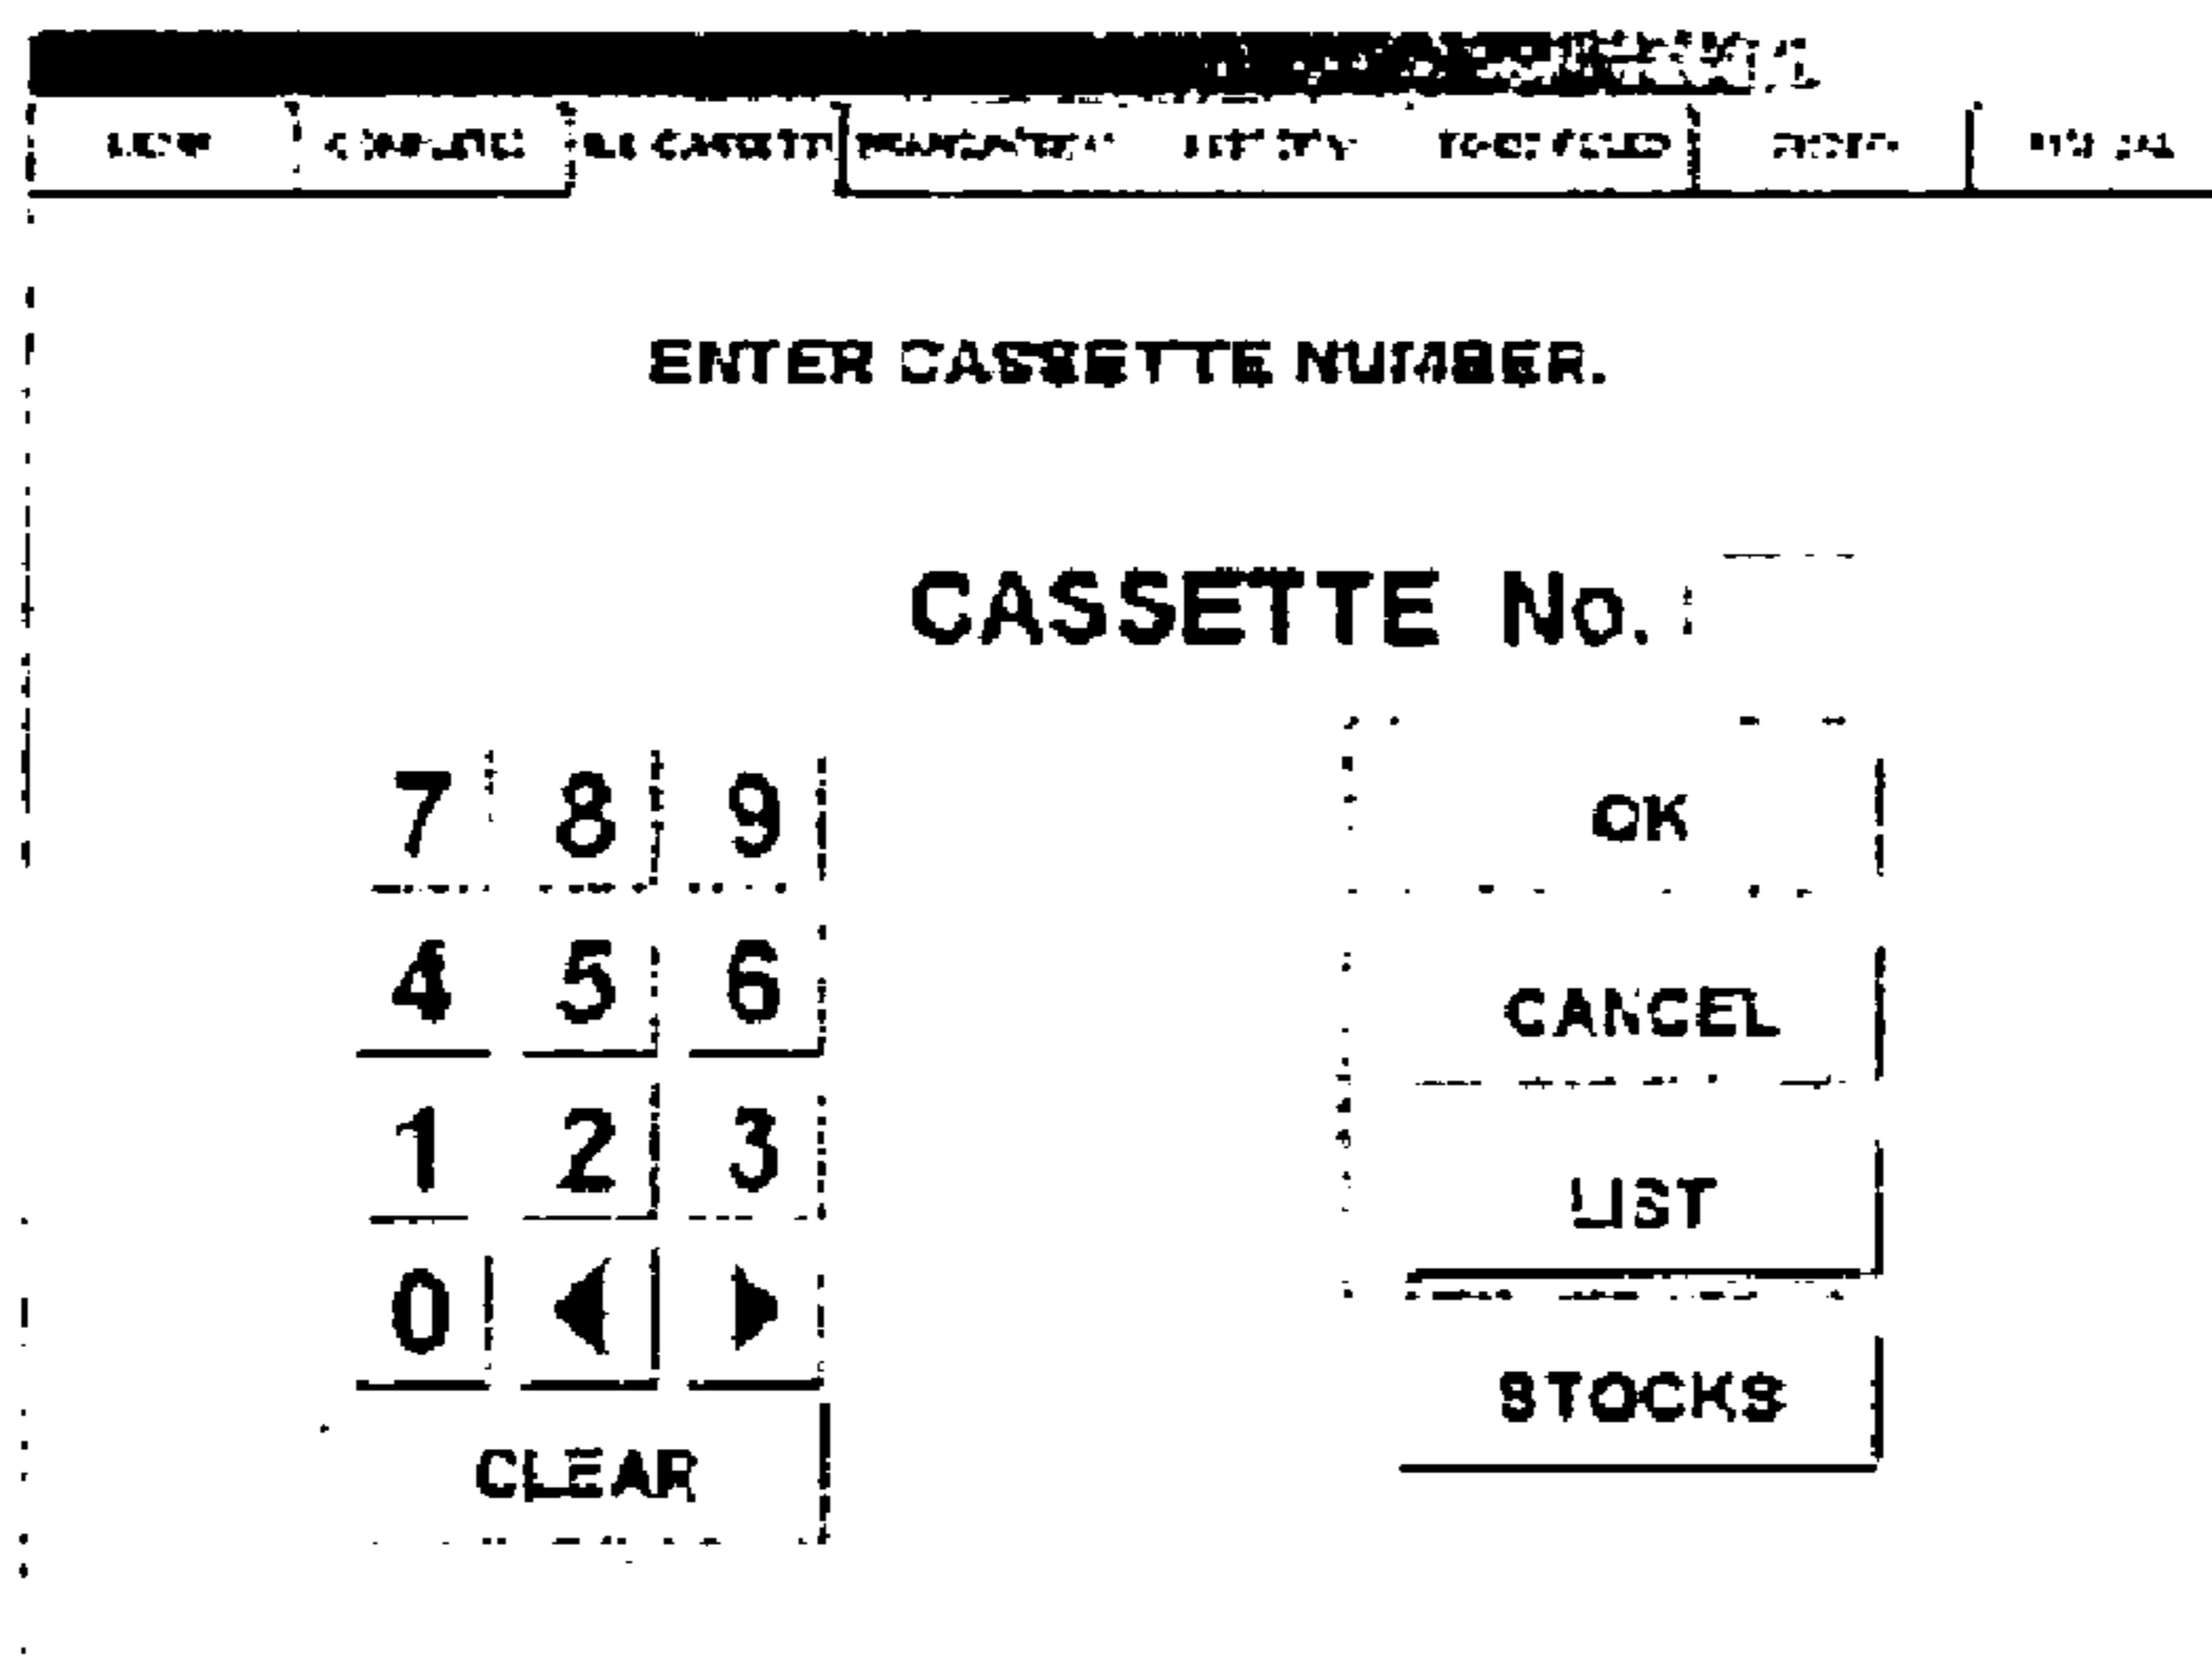 ENTER CASSETTE NUMBER.
CASSETTE No.
7 8 9
OK
4 5 6
CANCEL
1 2 3
LIST
0
STOCKS
CLEAR